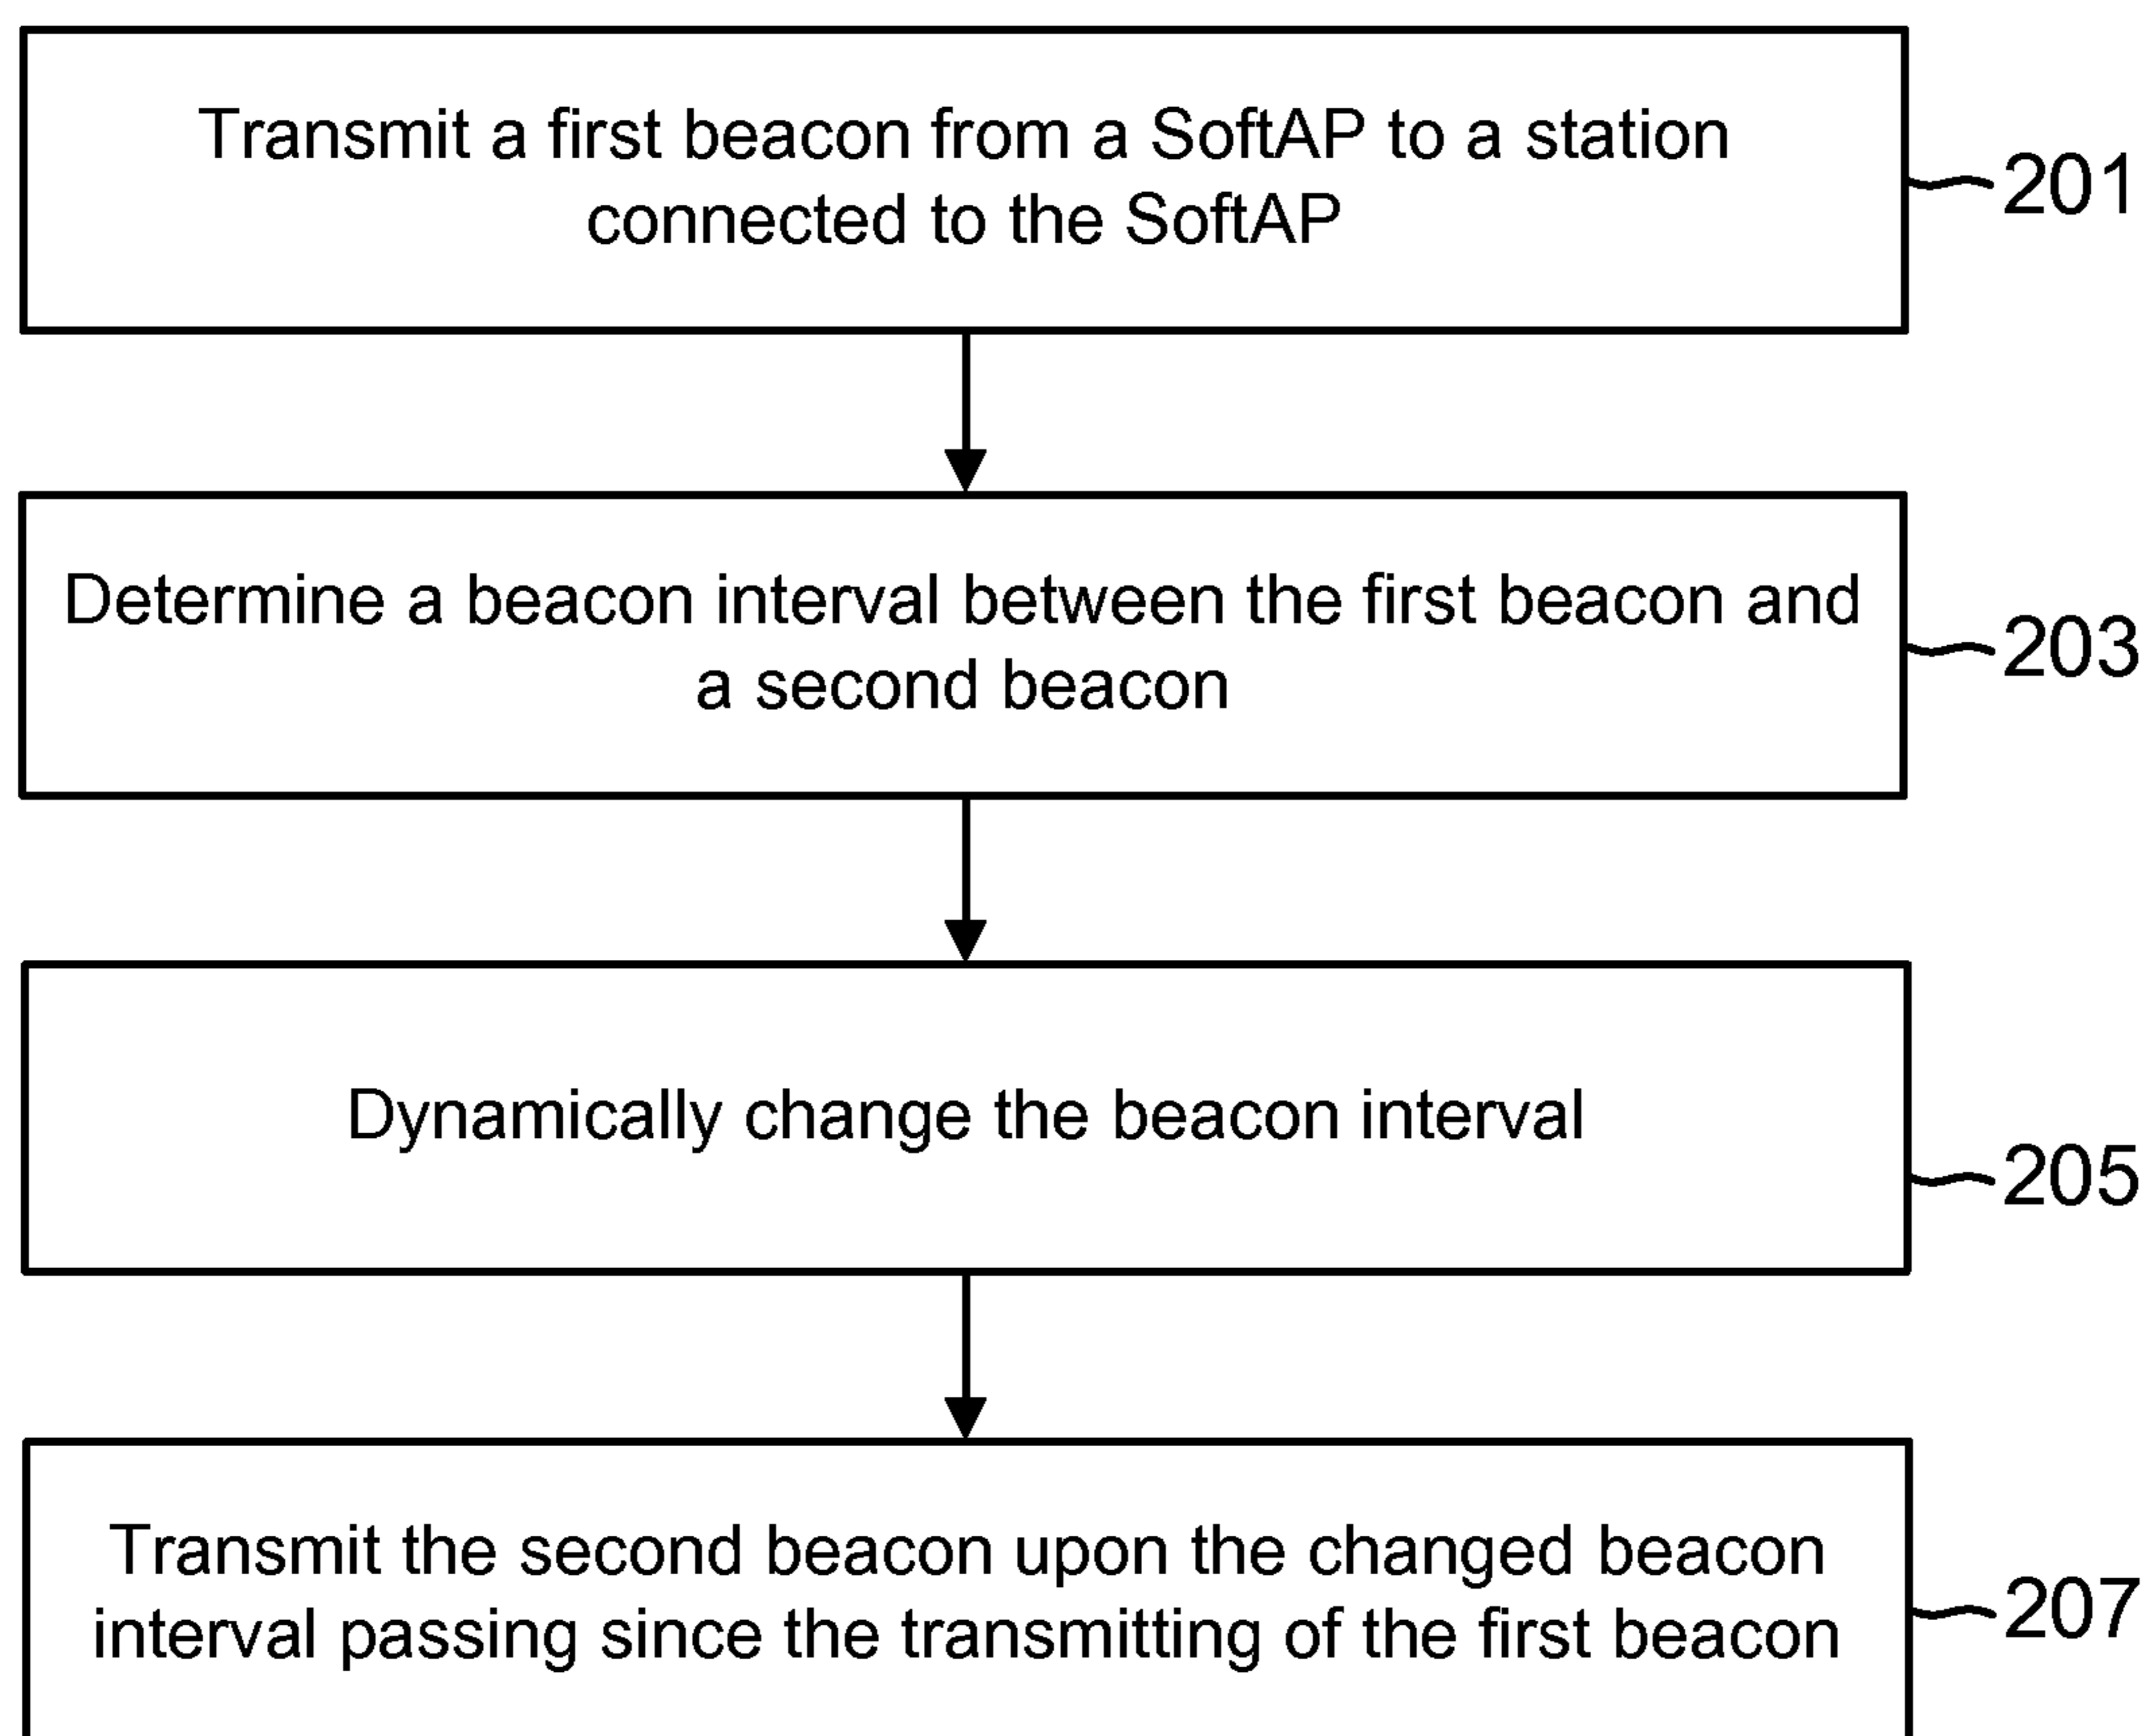 Transmit a first beacon from a SoftAP to a station
connected to the SoftAP
201
Determine a beacon interval between the first beacon and
a second beacon
203
Dynamically change the beacon interval
205
Transmit the second beacon upon the changed beacon
interval passing since the transmitting of the first beacon
207